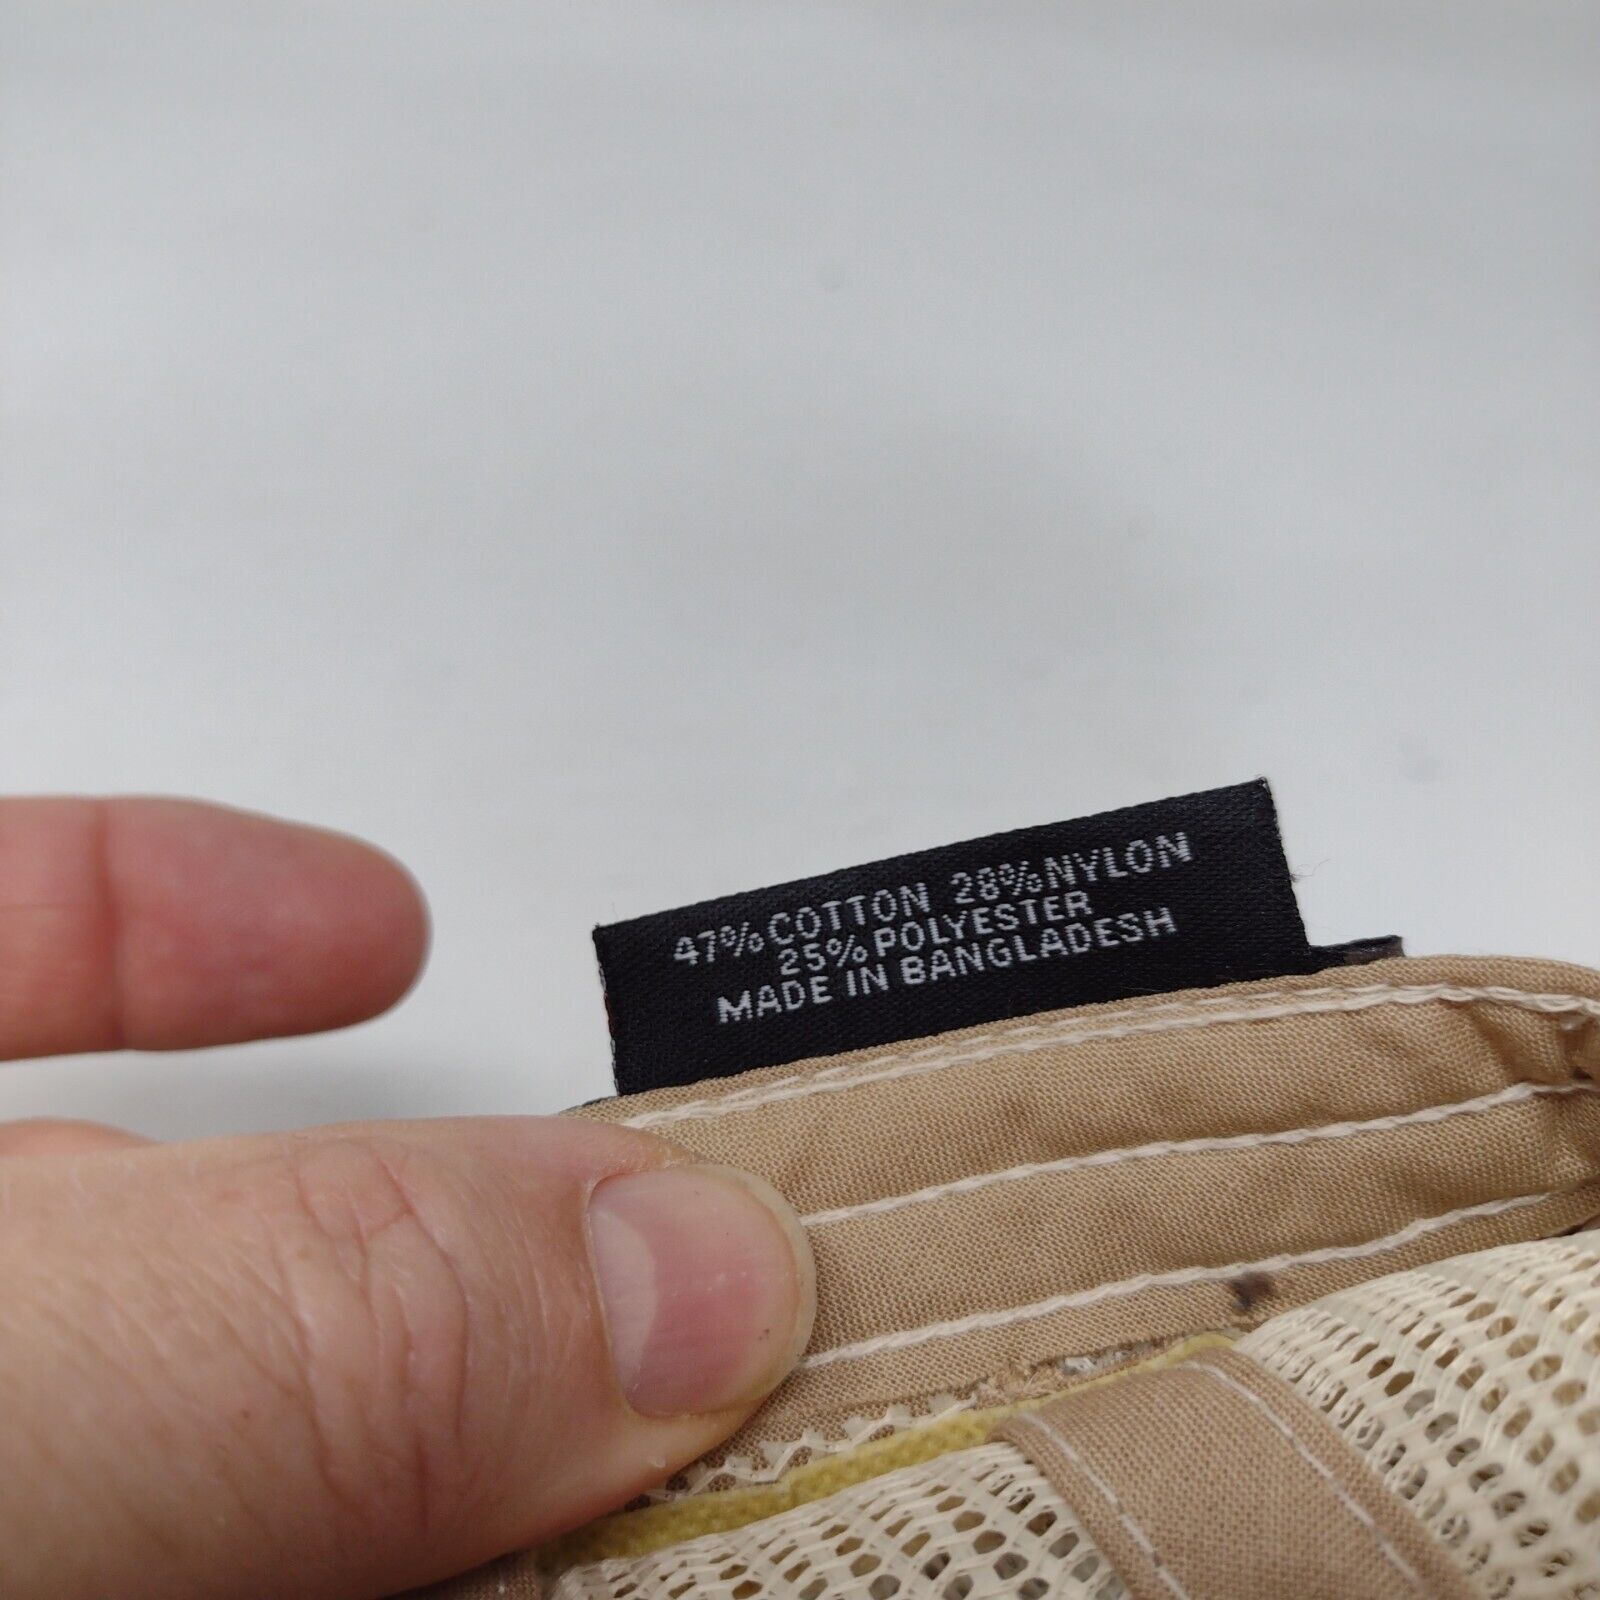 47% COTTON 28% NYLON
25% POLYESTER
MADE IN BANGLADESH